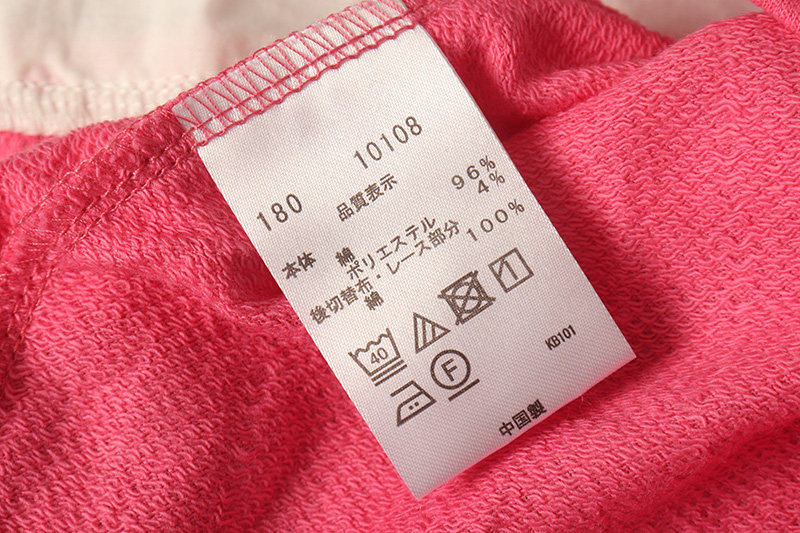 180 10108
品質表示
本体 綿 96%
ポリエステル 4%
後切替布・レース部分
綿 100%
40
F
KB101
中国製